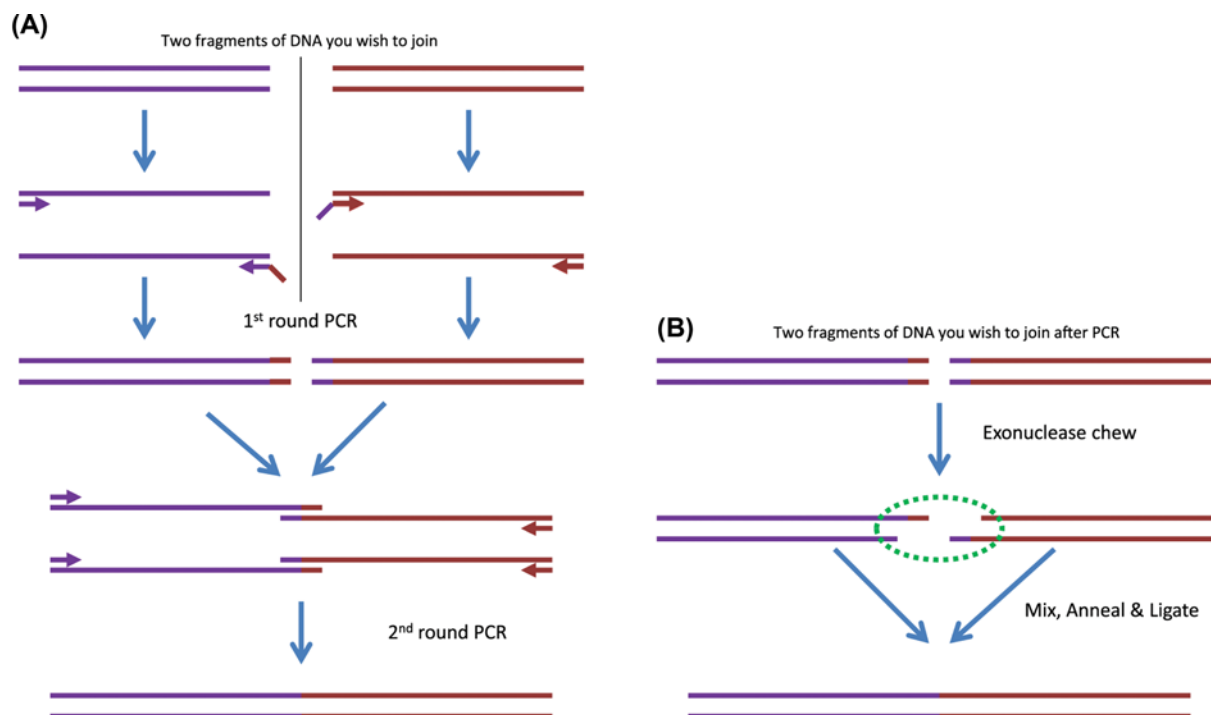 (A)
Two fragments of DNA you wish to join
1st round PCR
2nd round PCR
(B)
Two fragments of DNA you wish to join after PCR
Exonuclease chew
Mix, Anneal & Ligate